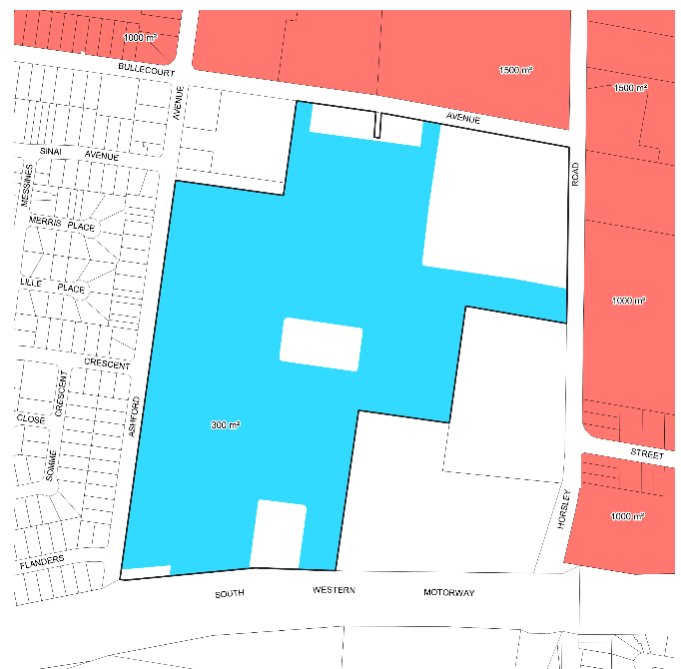 1000 m²
BULLECOURT
1500 m²
1500 m²
AVENUE
AVENUE
SINAI AVENUE
MESSINES
ROAD
MERRIS PLACE
LILLE PLACE
1000 m²
CRESCENT
CRESCENT
CLOSE
ASHFORD
300 m²
SOMME
STREET
HORSLEY
1000 m²
FLANDERS
SOUTH WESTERN MOTORWAY